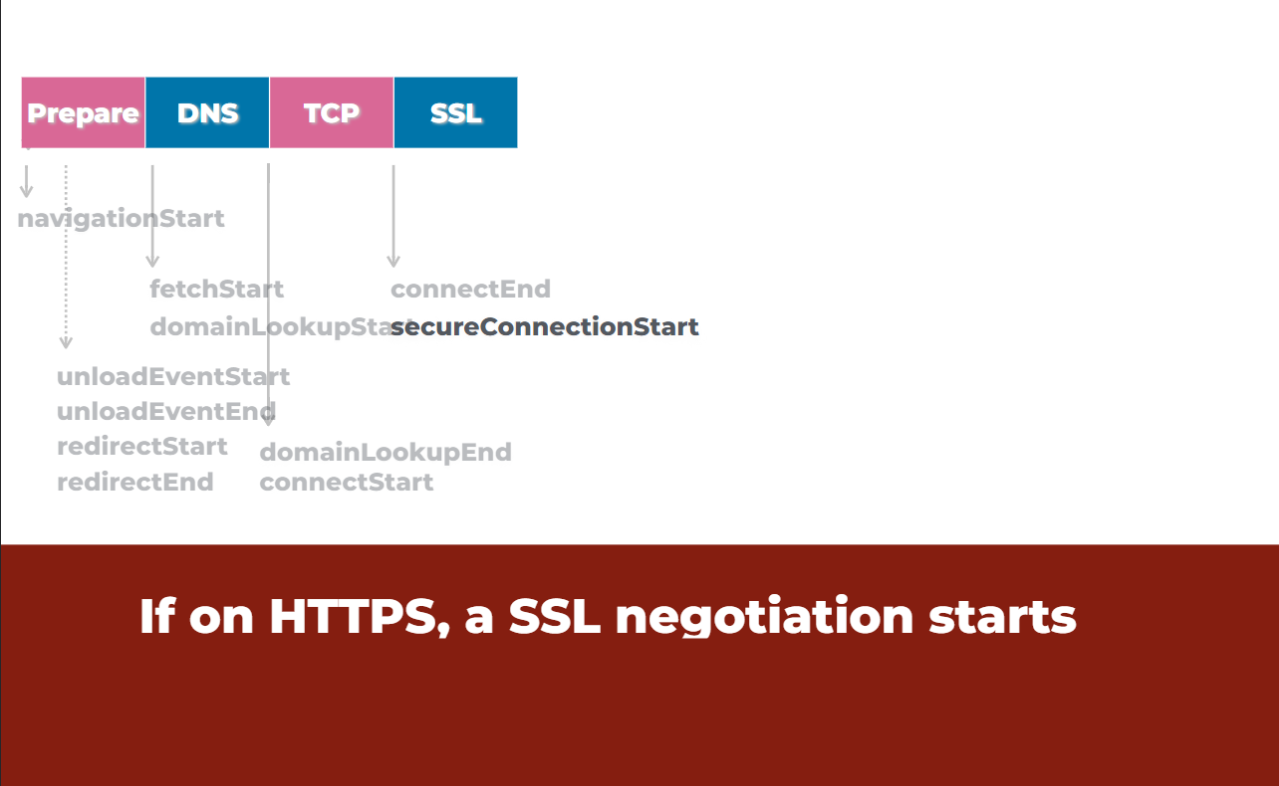 Prepare DNS TCP SSL
navigationStart
fetchStart
domainLookupStart
connectEnd
secureConnectionStart
unloadEventStart
unloadEventEnd
redirectStart
redirectEnd
domainLookupEnd
connectStart
If on HTTPS, a SSL negotiation starts